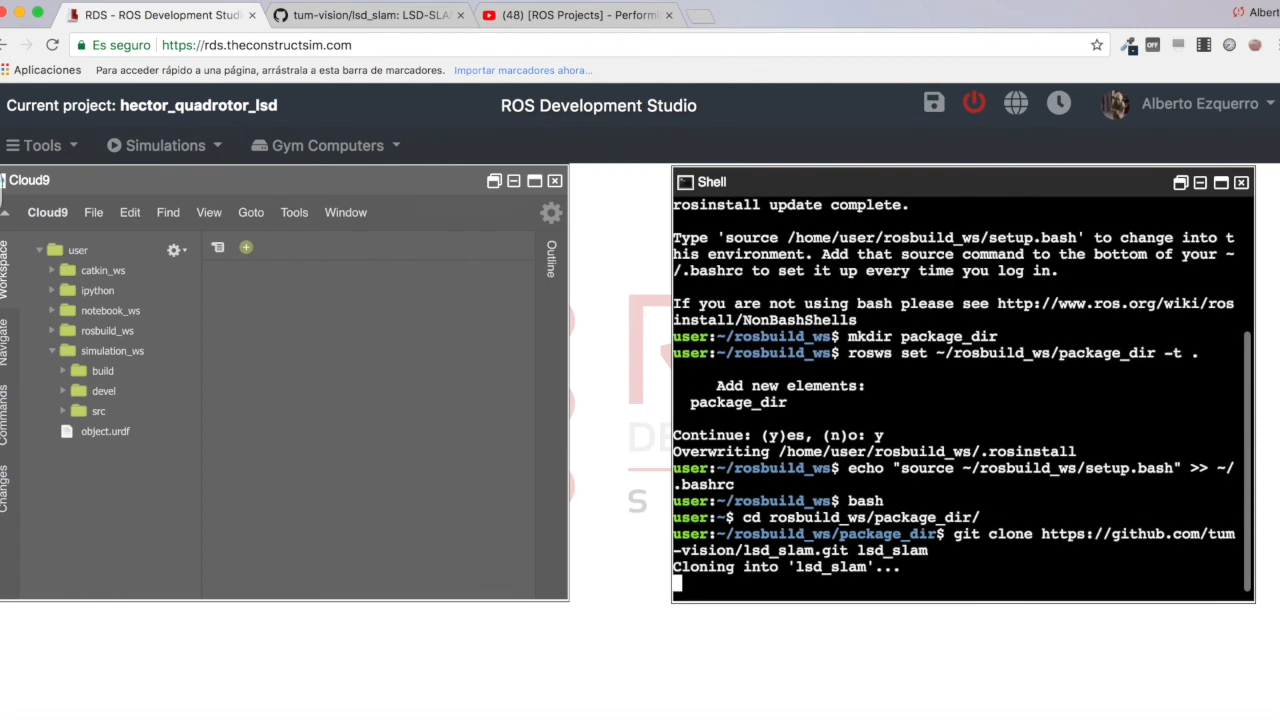 RDS - ROS Development Studi
tum-vision/lsd_slam: LSD-SLA
(48) [ROS Projects] - Performi
Alberto
Es seguro
https://rds.theconstructsim.com
OFF
Aplicaciones
Para acceder rápido a una página, arrástrala a esta barra de marcadores.
Importar marcadores ahora...
Current project: hector_quadrotor_lsd
ROS Development Studio
Alberto Ezquerro
Tools
Simulations
Gym Computers
Cloud9
Cloud9 File Edit Find View Goto Tools Window
Workspace
Navigate
Commands
Changes
user
catkin_ws
ipython
notebook_ws
rosbuild_ws
simulation_ws
build
devel
src
object.urdf
Outline
S
Shell
rosinstall update complete.
Type 'source /home/user/rosbuild_ws/setup.bash' to change into t
his environment. Add that source command to the bottom of your ~
/.bashrc to set it up every time you log in.
If you are not using bash please see http://www.ros.org/wiki/ros
install/NonBashShells
user:~/rosbuild_ws$ mkdir package_dir
user:~/rosbuild_ws$ rosws set ~/rosbuild_ws/package_dir -t .
Add new elements:
package_dir
Continue: (y)es, (n)o: y
Overwriting /home/user/rosbuild_ws/.rosinstall
user:~/rosbuild_ws$ echo "source ~/rosbuild_ws/setup.bash" >> ~/
.bashrc
user:~/rosbuild_ws$ bash
user:~$ cd rosbuild_ws/package_dir/
user:~/rosbuild_ws/package_dir$ git clone https://github.com/tum
-vision/lsd_slam.git lsd_slam
Cloning into 'lsd_slam'...